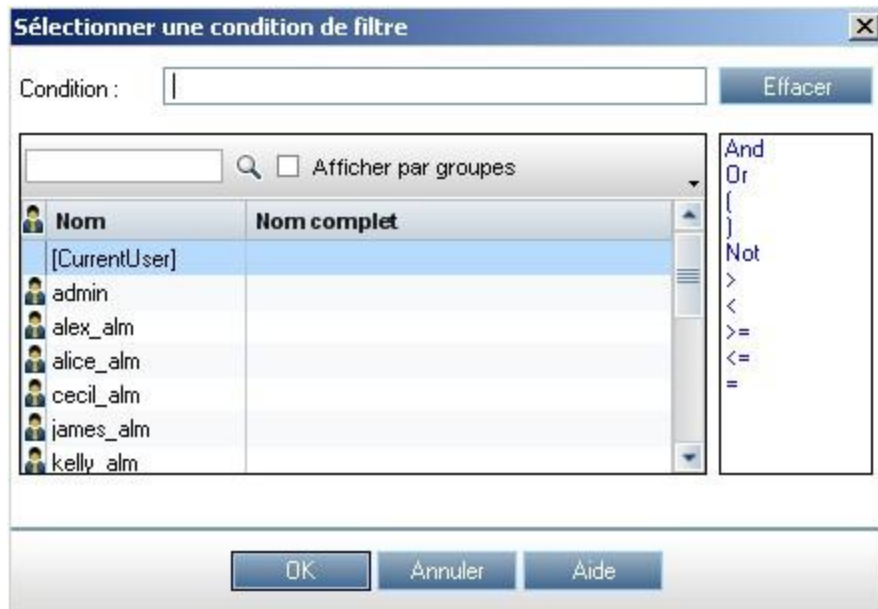 Sélectionner une condition de filtre
Condition :
Effacer
Afficher par groupes
Nom Nom complet
[CurrentUser]
admin
alex_alm
alice_alm
cecil_alm
james_alm
kelly_alm
And
Or
(
)
Not
>
<
>=
<=
=
OK Annuler Aide